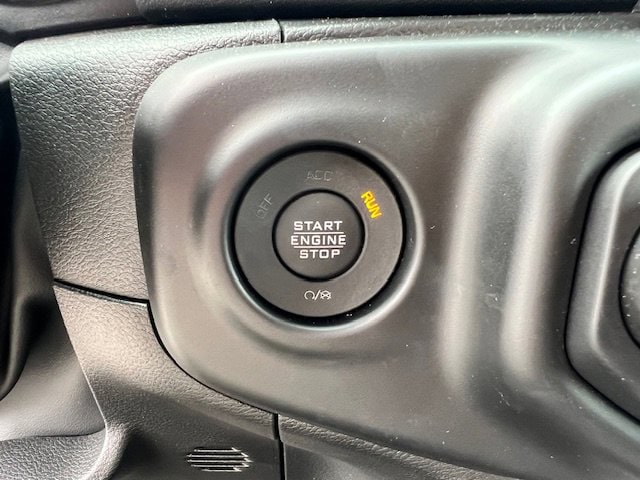 OFF
ACC
RUN
START
ENGINE
STOP